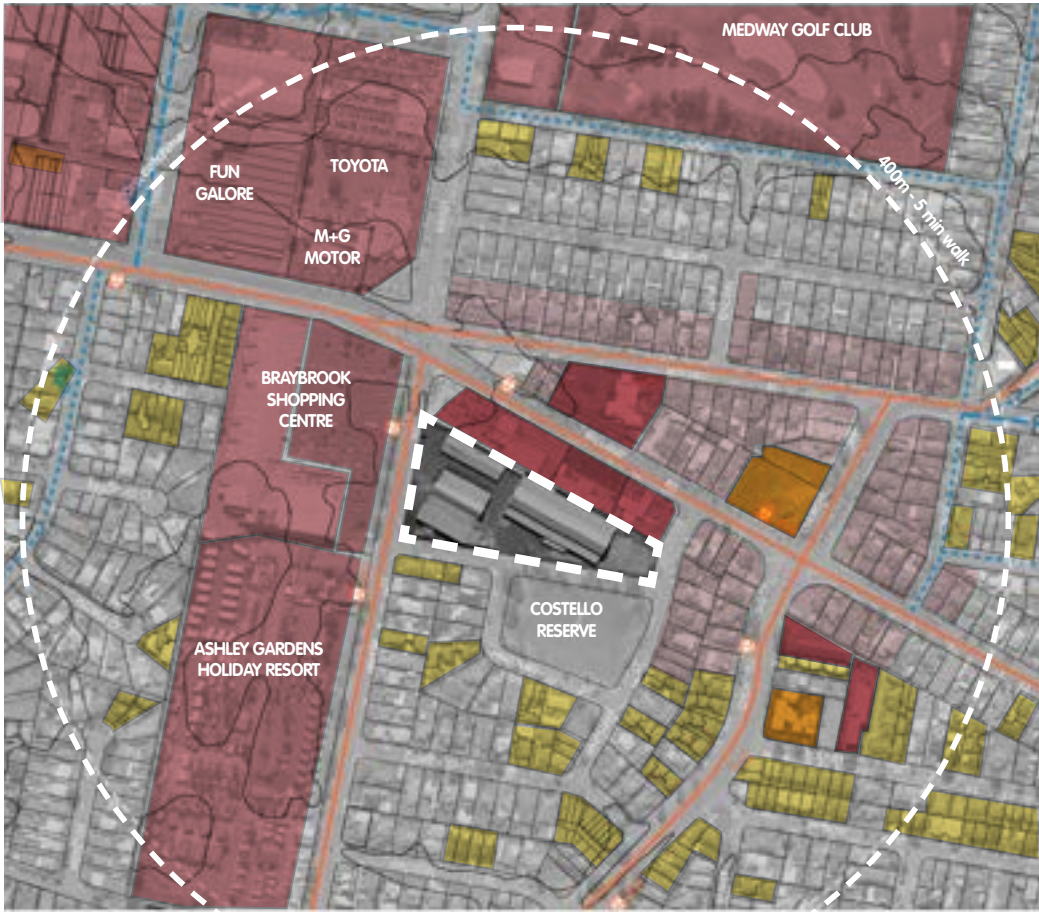 MEDWAY GOLF CLUB
FUN
GALORE
TOYOTA
M+G
MOTOR
400m - 5 min walk
BRAYBROOK
SHOPPING
CENTRE
COSTELLO
RESERVE
ASHLEY GARDENS
HOLIDAY RESORT